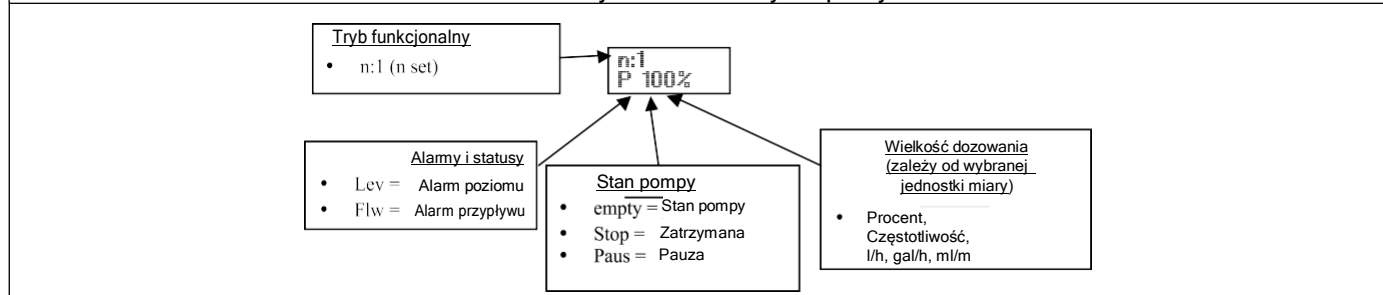 Tryb funkcjonalny
• n:1 (n set)
n:1
P 100%
Alarmy i statusy
• Lev = Alarm poziomu
• Flw = Alarm przypływu
Stan pompy
• empty = Stan pompy
• Stop = Zatrzymana
• Paus = Pauza
Wielkość dozowania
(zależy od wybranej
jednostki miary)
• Procent,
Częstotliwość,
l/h, gal/h, ml/m